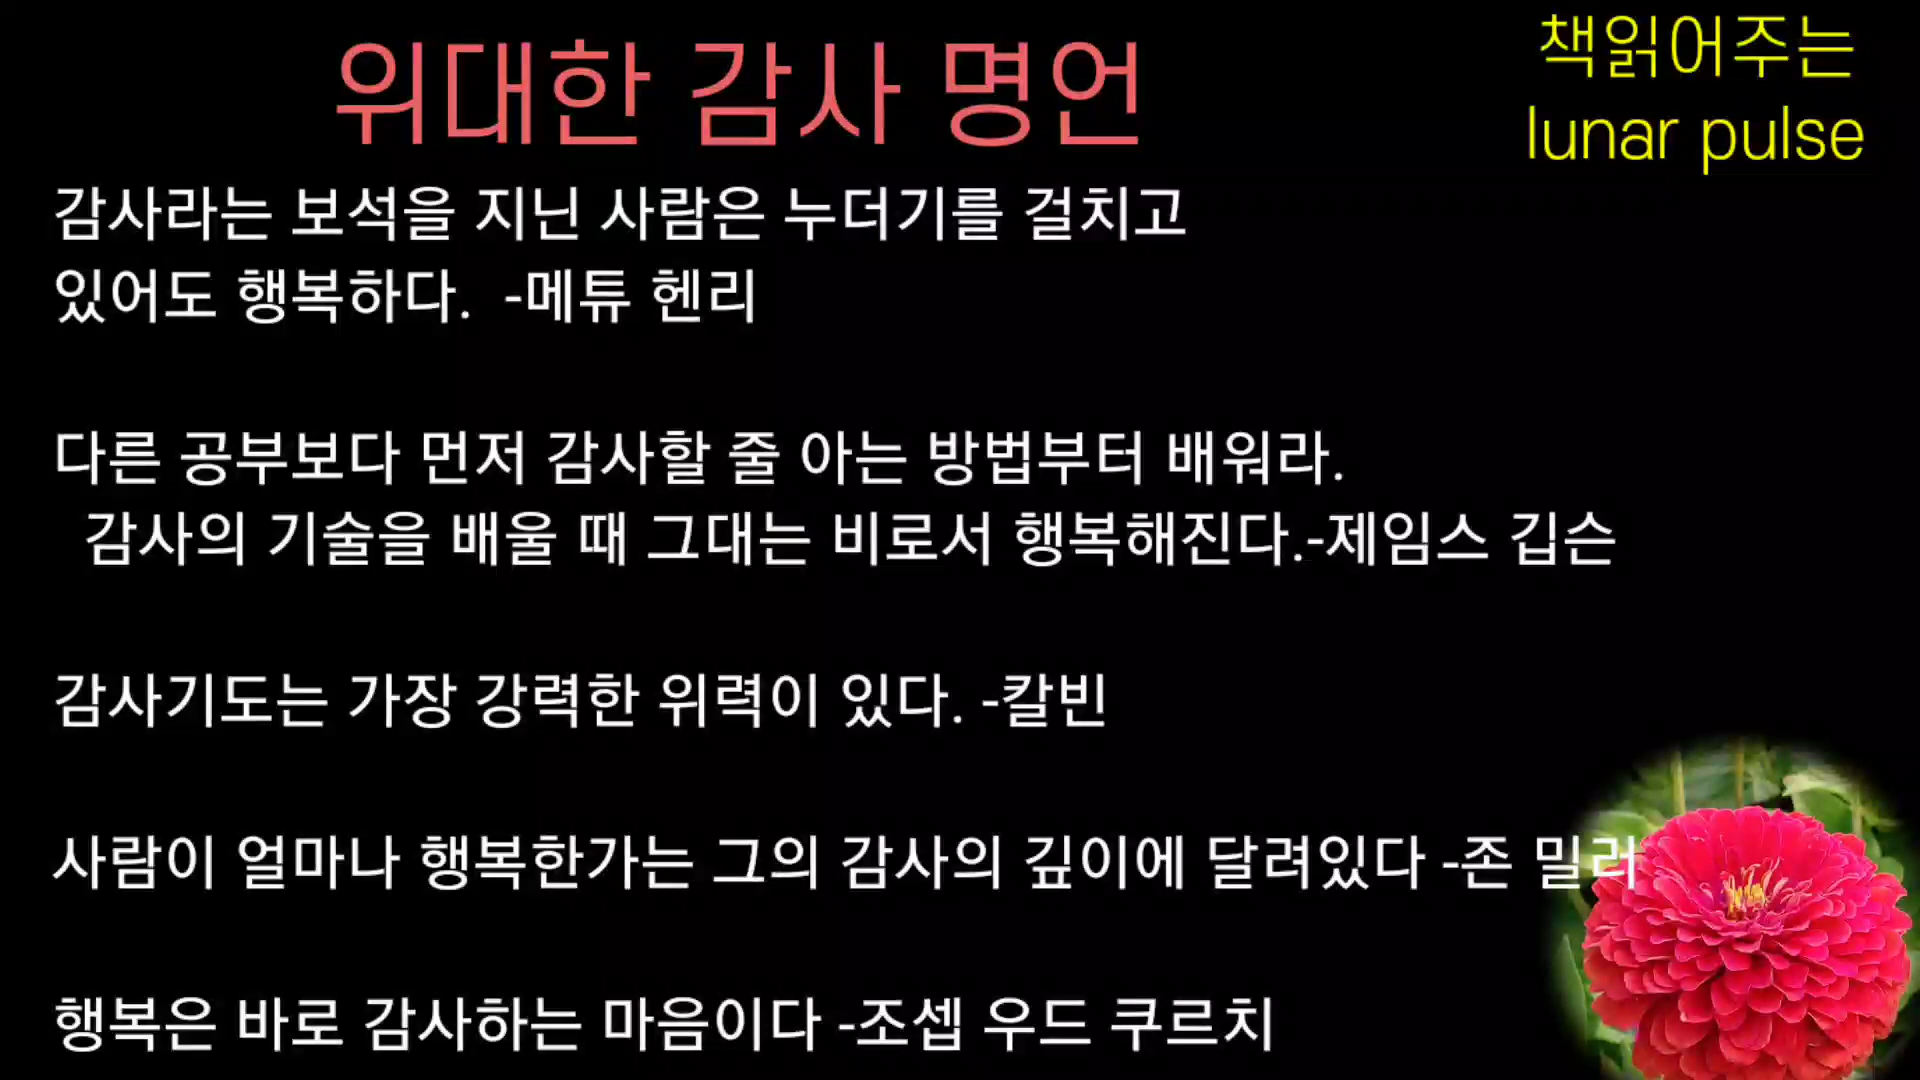 위대한 감사 명언
책읽어주는
lunar pulse
감사라는 보석을 지닌 사람은 누더기를 걸치고
있어도 행복하다.  -메튜 헨리
다른 공부보다 먼저 감사할 줄 아는 방법부터 배워라.
감사의 기술을 배울 때 그대는 비로서 행복해진다.-제임스 깁슨
감사기도는 가장 강력한 위력이 있다. -칼빈
사람이 얼마나 행복한가는 그의 감사의 깊이에 달려있다 -존 밀러
행복은 바로 감사하는 마음이다 -조셉 우드 쿠르치